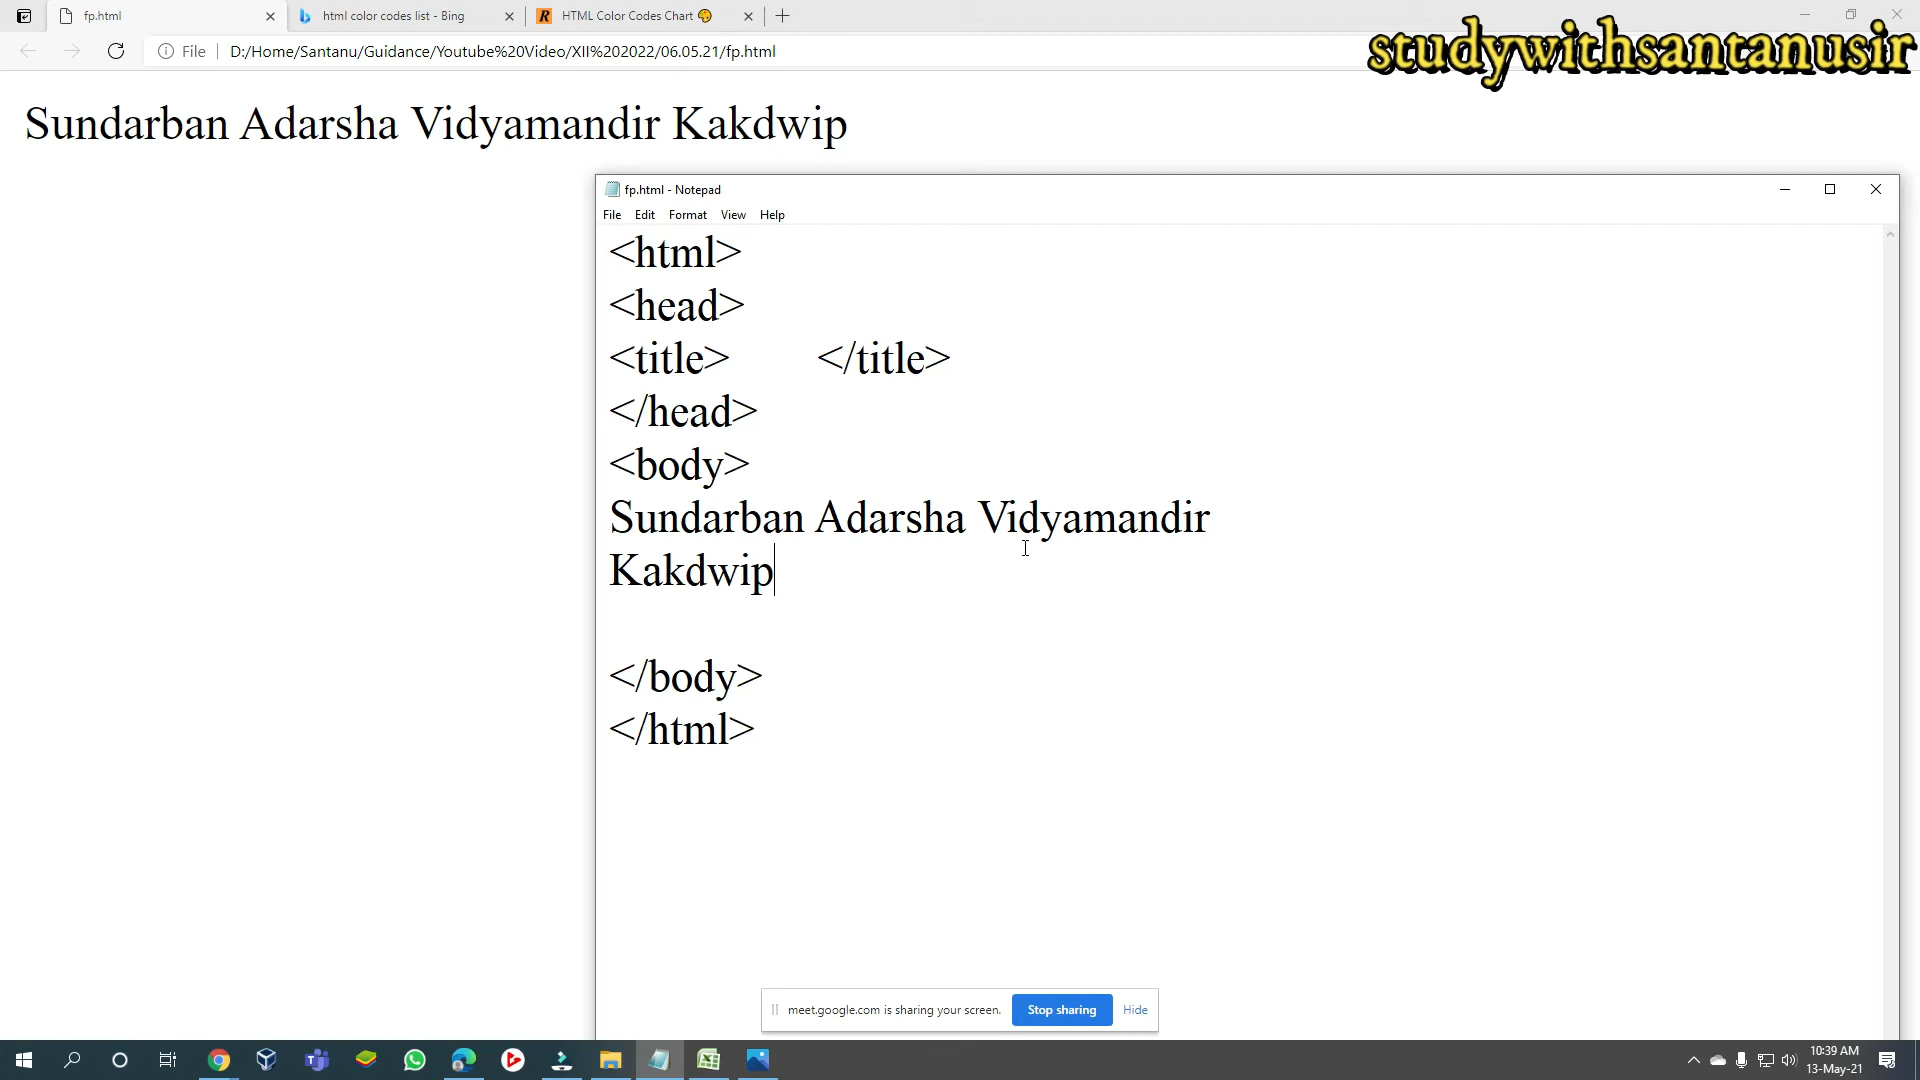 fp.html
html color codes list - Bing
HTML Color Codes Chart
File
D:/Home/Santanu/Guidance/Youtube%20Video/XII%202022/06.05.21/fp.html
studywithsantanusir
Sundarban Adarsha Vidyamandir Kakdwip
fp.html - Notepad
File Edit Format View Help
<html>
<head>
<title> </title>
</head>
<body>
Sundarban Adarsha Vidyamandir
Kakdwip
</body>
</html>
meet.google.com is sharing your screen. Stop sharing Hide
10:39 AM
13-May-21